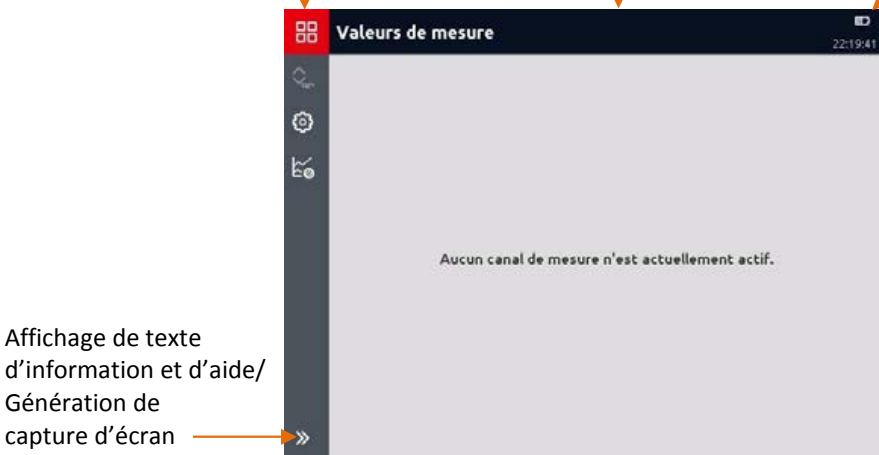 Valeurs de mesure
22:19:41
Aucun canal de mesure n'est actuellement actif.
Affichage de texte
d'information et d'aide/
Génération de
capture d'écran